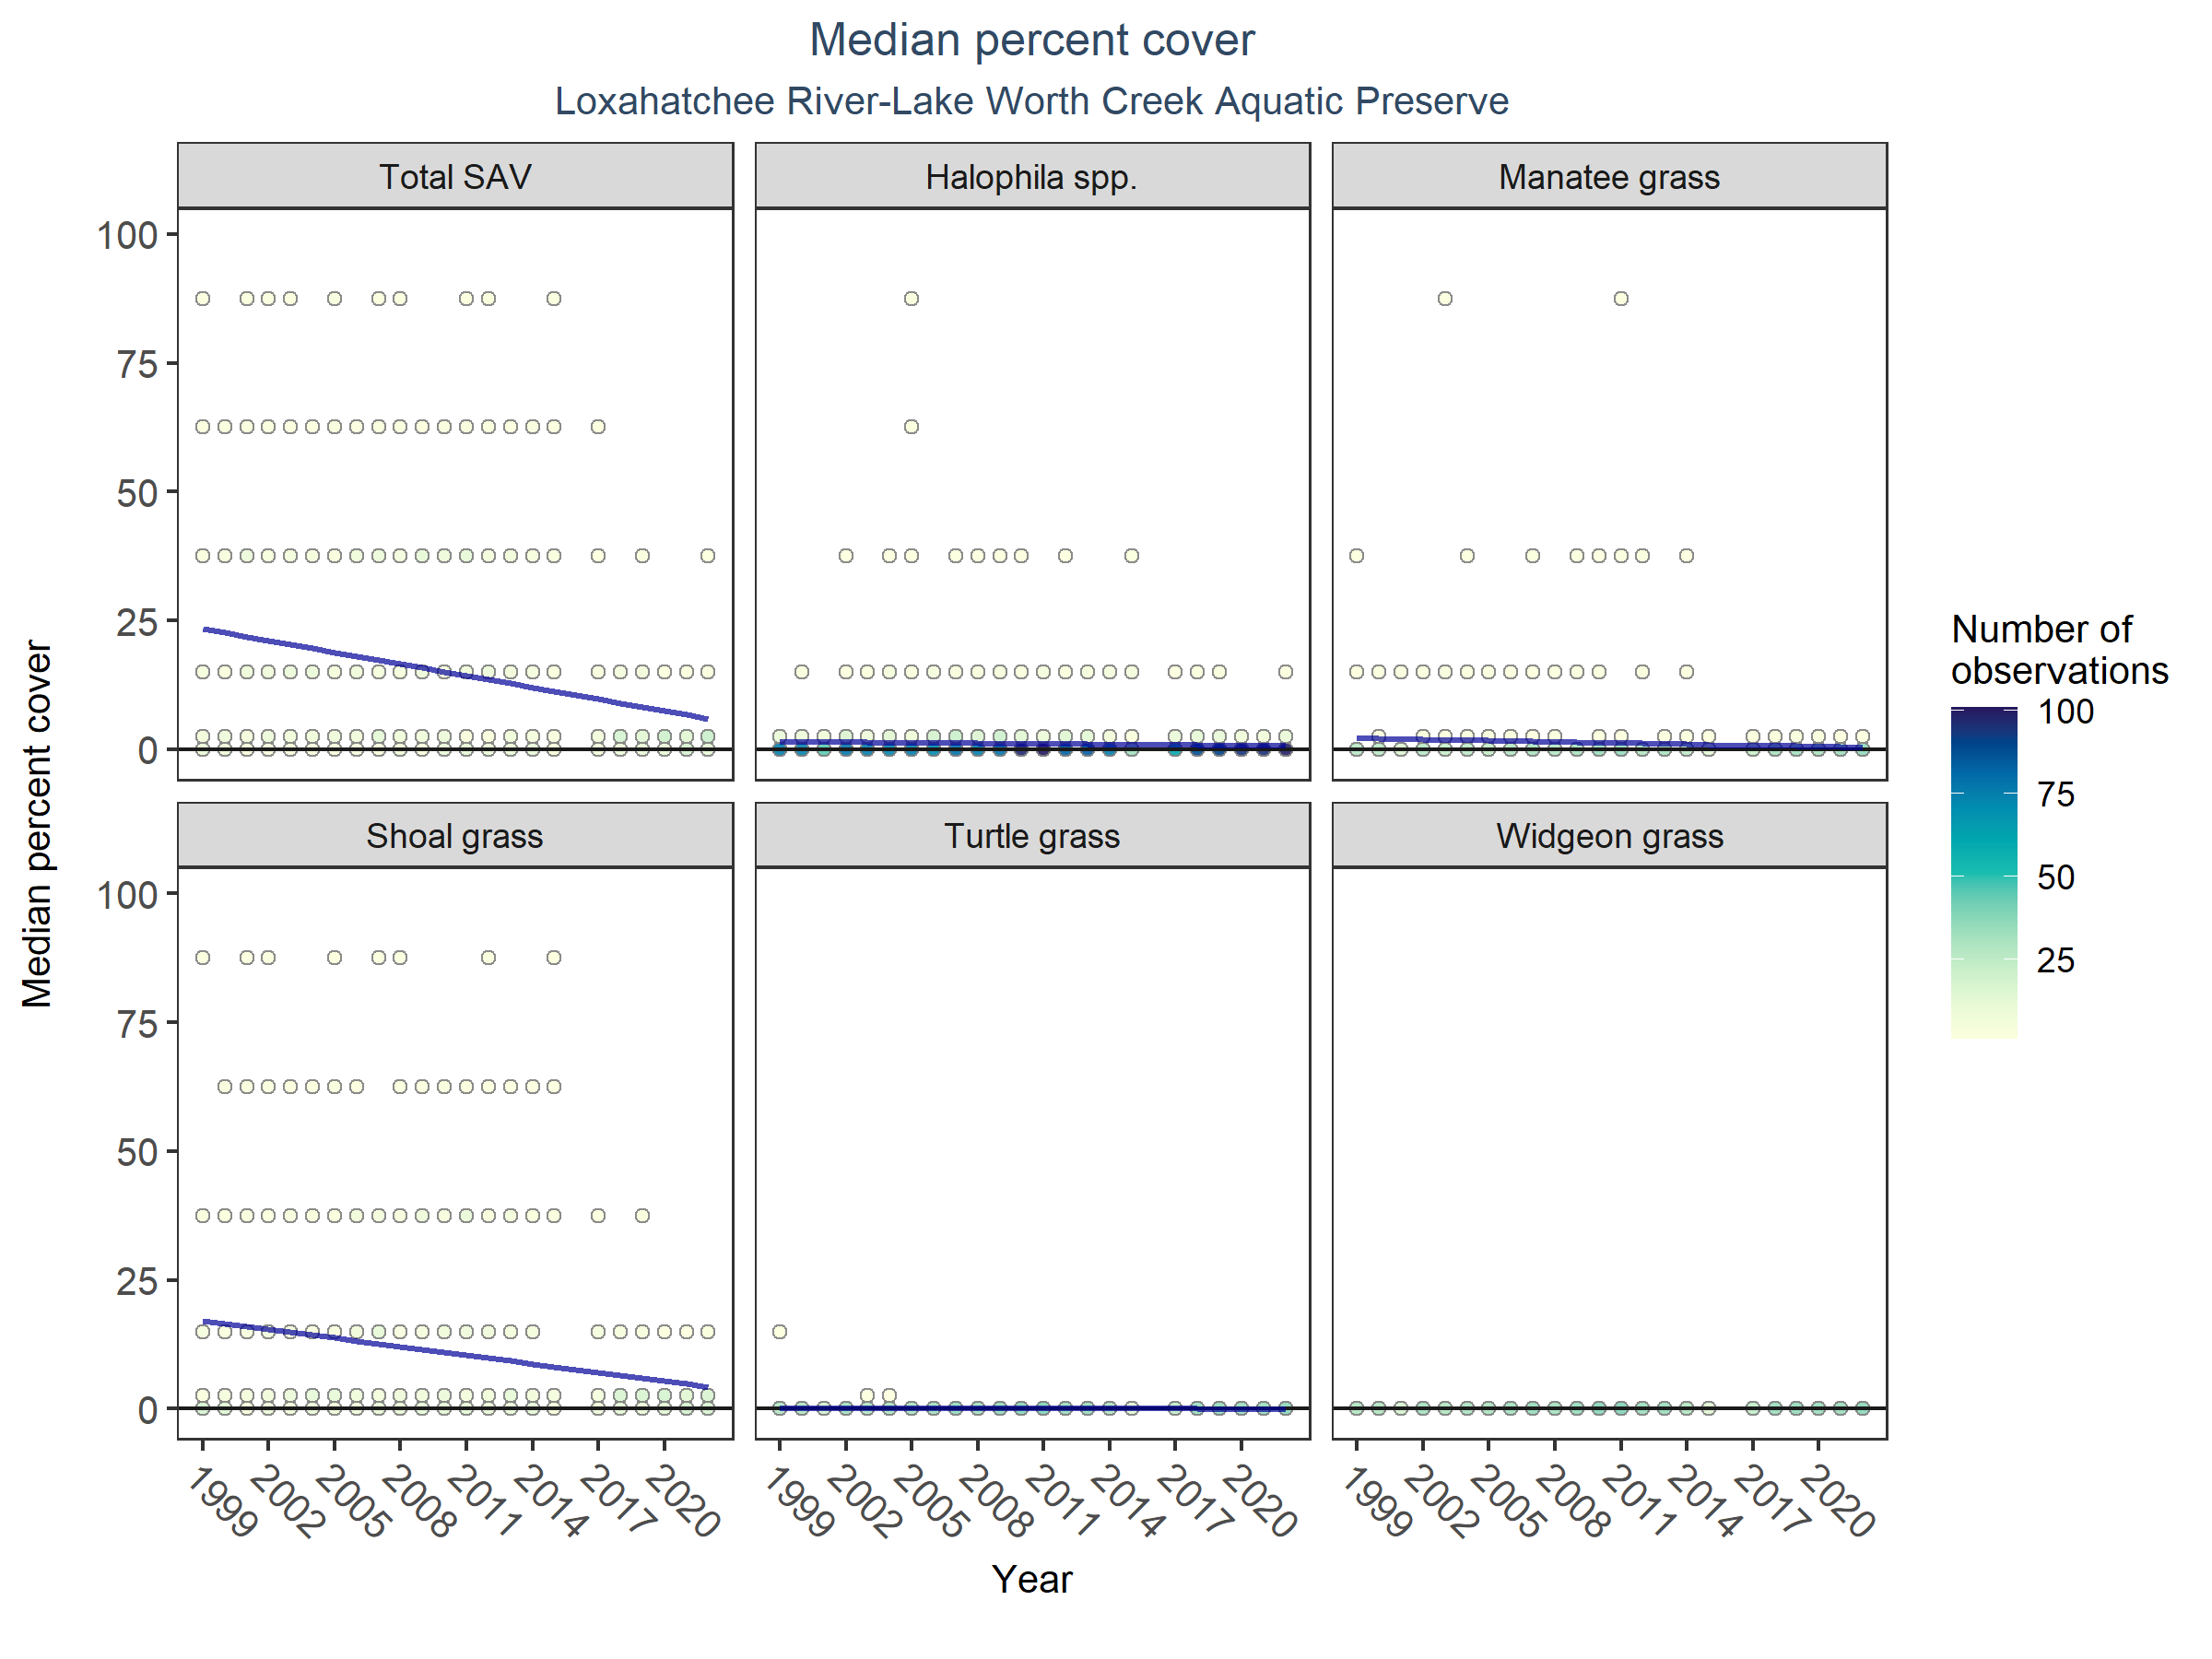 Median percent cover
Loxahatchee River-Lake Worth Creek Aquatic Preserve
Total SAV
Halophila spp.
Manatee grass
100
75
50
25
0
Shoal grass
Turtle grass
Widgeon grass
100
75
50
25
0
Median percent cover
1999 2002 2005 2008 2011 2014 2017 2020
1999 2002 2005 2008 2011 2014 2017 2020
1999 2002 2005 2008 2011 2014 2017 2020
Year
Number of
observations
100
75
50
25